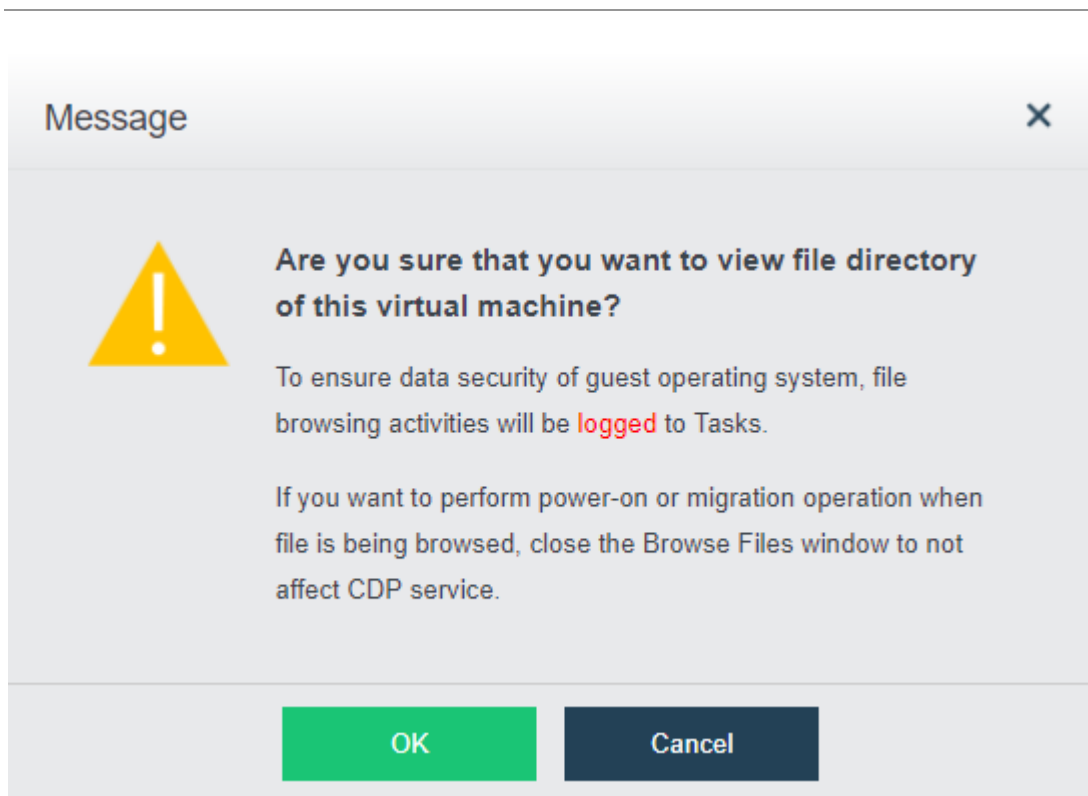 Message
Are you sure that you want to view file directory
of this virtual machine?
To ensure data security of guest operating system, file
browsing activities will be logged to Tasks.
If you want to perform power-on or migration operation when
file is being browsed, close the Browse Files window to not
affect CDP service.
OK
Cancel